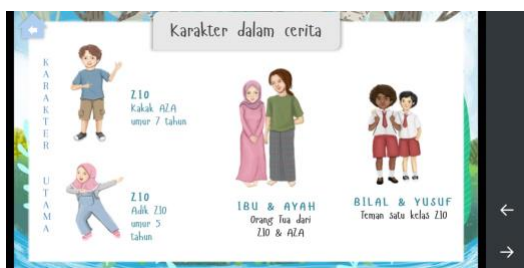 Karakter dalam cerita
KARAKTER
UTAMA
ZIO
Kakak AZA
umur 7 tahun
ZIO
Adik ZIO
umur 5
tahun
IBU & AYAH
Orang Tua dari
ZIO & AZA
BILAL & YUSUF
Teman satu kelas ZIO